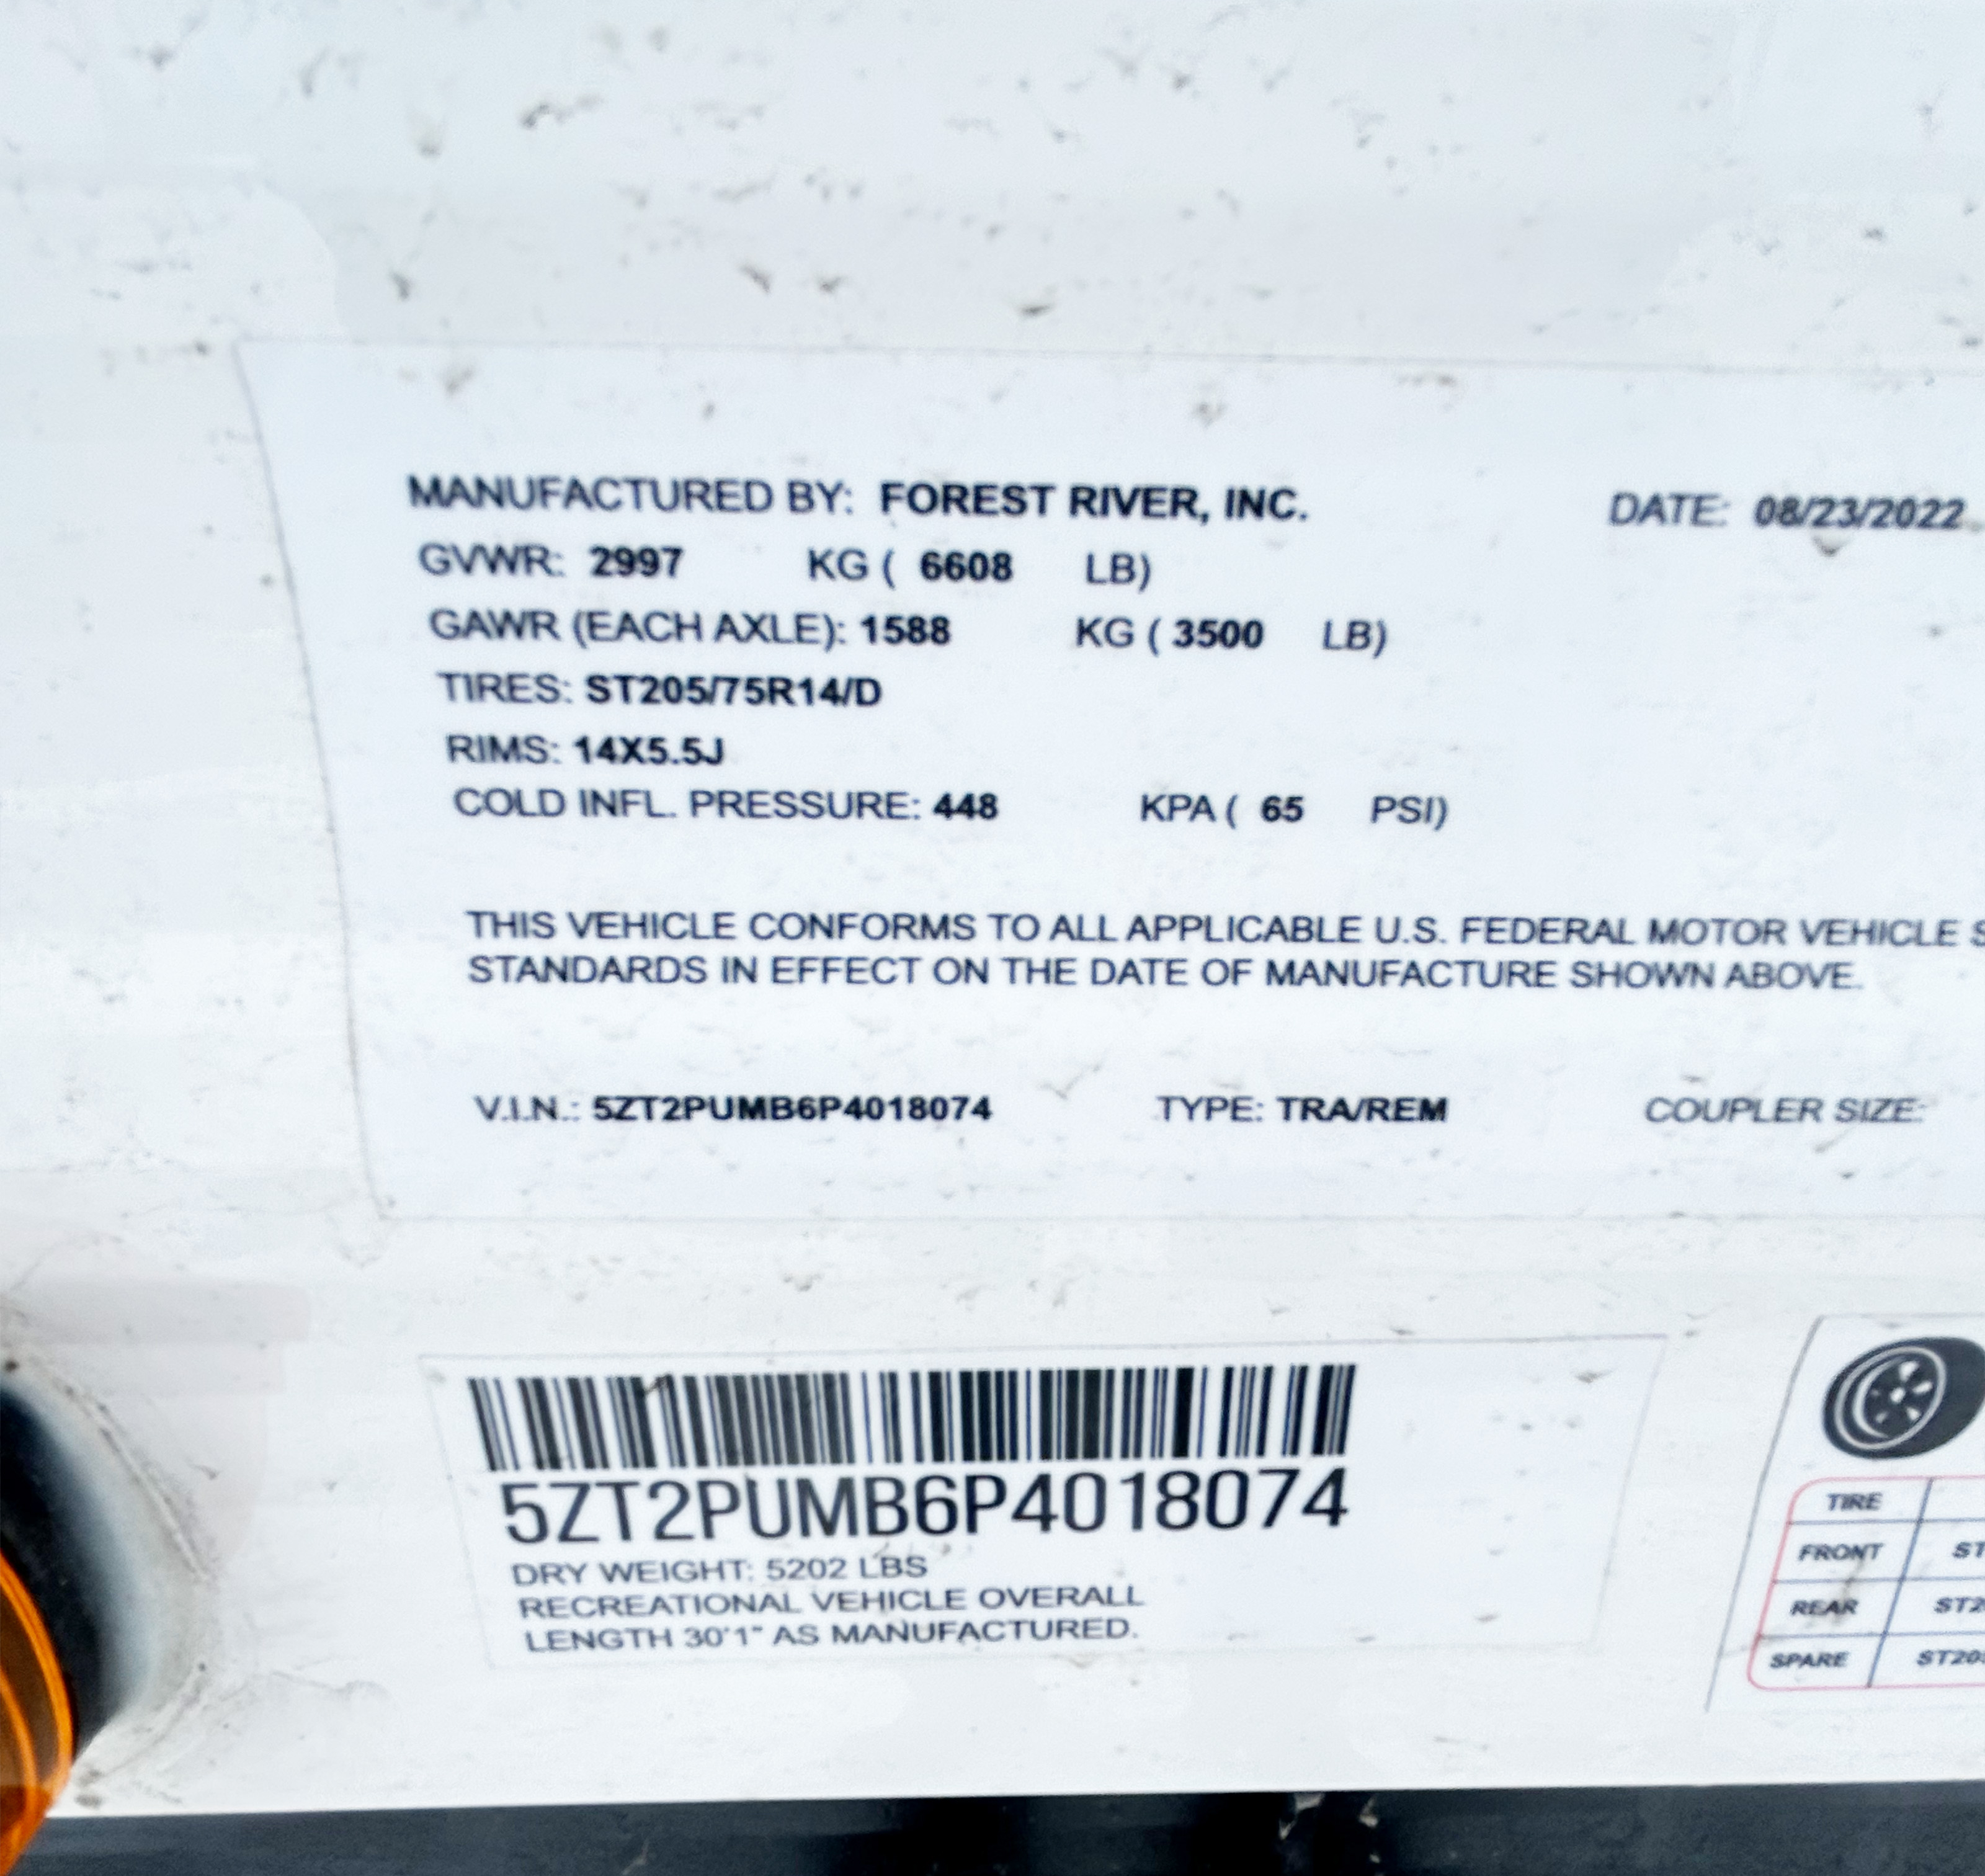 MANUFACTURED BY: FOREST RIVER, INC. DATE: 08/23/2022
GVWR: 2997 KG ( 6608 LB)
GAWR (EACH AXLE): 1588 KG ( 3500 LB)
TIRES: ST205/75R14/D
RIMS: 14X5.5J
COLD INFL. PRESSURE: 448 KPA ( 65 PSI)
THIS VEHICLE CONFORMS TO ALL APPLICABLE U.S. FEDERAL MOTOR VEHICLE S
STANDARDS IN EFFECT ON THE DATE OF MANUFACTURE SHOWN ABOVE.
V.I.N.: 5ZT2PUMB6P4018074 TYPE: TRA/REM COUPLER SIZE:
5ZT2PUMB6P4018074
DRY WEIGHT: 5202 LBS
RECREATIONAL VEHICLE OVERALL
LENGTH 30'1" AS MANUFACTURED.
TIRE
FRONT ST
REAR ST2
SPARE ST20